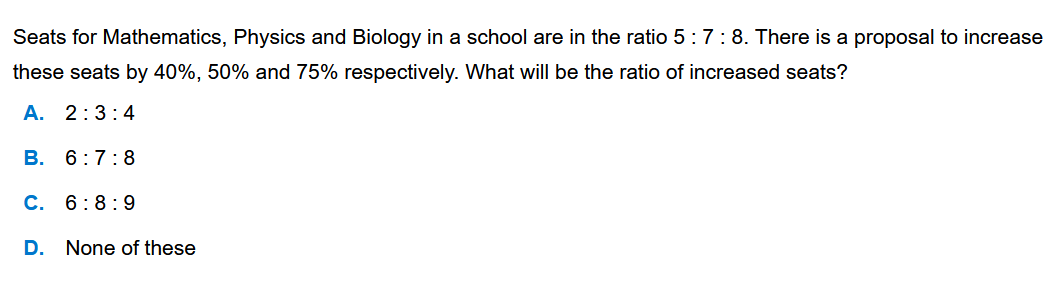 Seats for Mathematics, Physics and Biology in a school are in the ratio 5 : 7 : 8. There is a proposal to increase
these seats by 40%, 50% and 75% respectively. What will be the ratio of increased seats?
A. 2 : 3 : 4
B. 6 : 7 : 8
C. 6 : 8 : 9
D. None of these